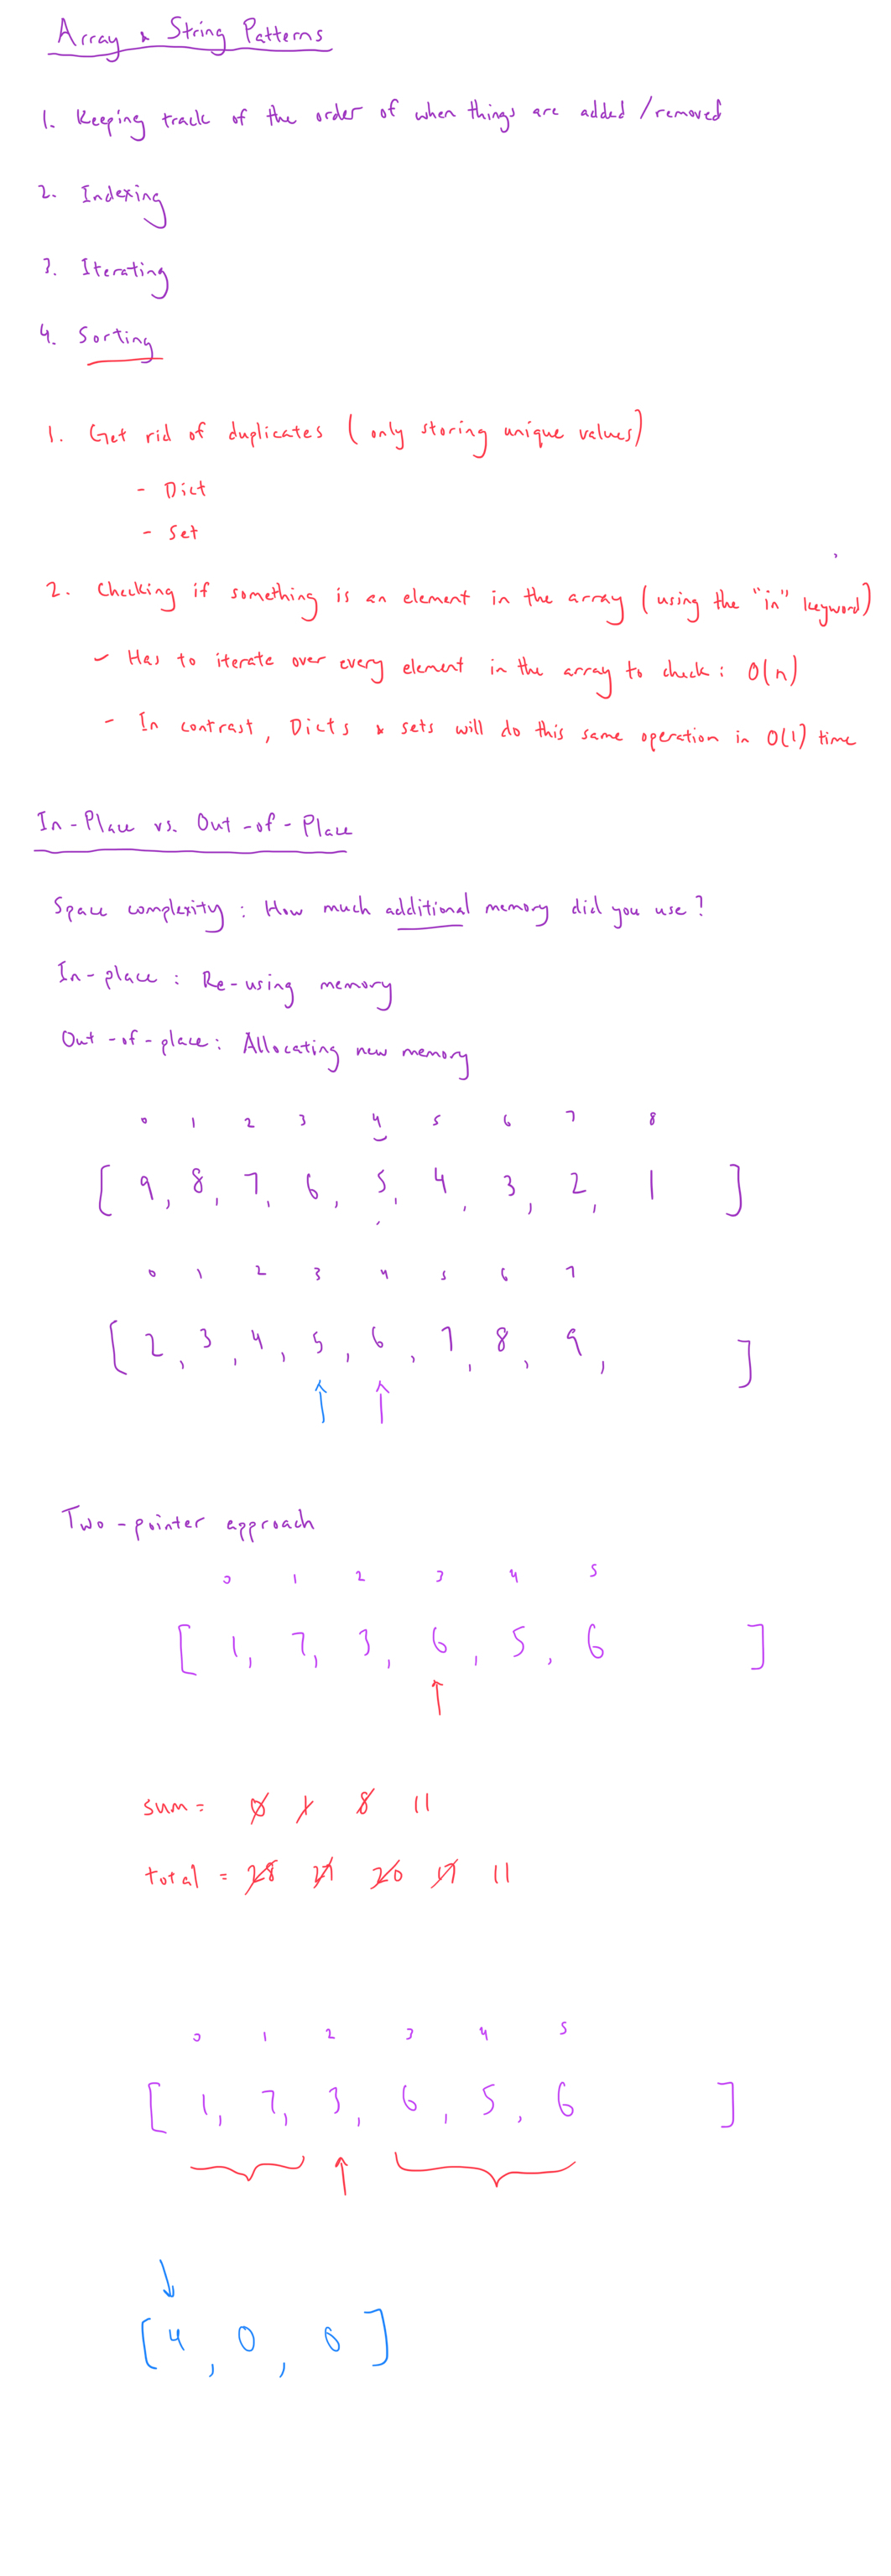 Array & String Patterns
1. Keeping track of the order of when things are added / removed
2. Indexing
3. Iterating
4. Sorting
1. Get rid of duplicates ( only storing unique values)
- Dict
- Set
2. Checking if something is an element in the array ( using the "in" keyword)
- Has to iterate over every element in the array to check : O(n)
- In contrast, Dicts & sets will do this same operation in O(1) time
In-Place vs. Out-of-Place
Space complexity : How much additional memory did you use?
In-place : Re-using memory
Out-of-place : Allocating new memory
0 1 2 3 4 5 6 7 8
[ 9, 8, 7, 6, 5, 4, 3, 2, 1 ]
0 1 2 3 4 5 6 7
[ 2, 3, 4, 5, 6, 7, 8, 9, ]
Two-pointer approach
0 1 2 3 4 5
[ 1, 7, 3, 6, 5, 6 ]
sum = 0 1 8 11
total = 28 27 20 17 11
0 1 2 3 4 5
[ 1, 7, 3, 6, 5, 6 ]
[ 4, 0, 0 ]